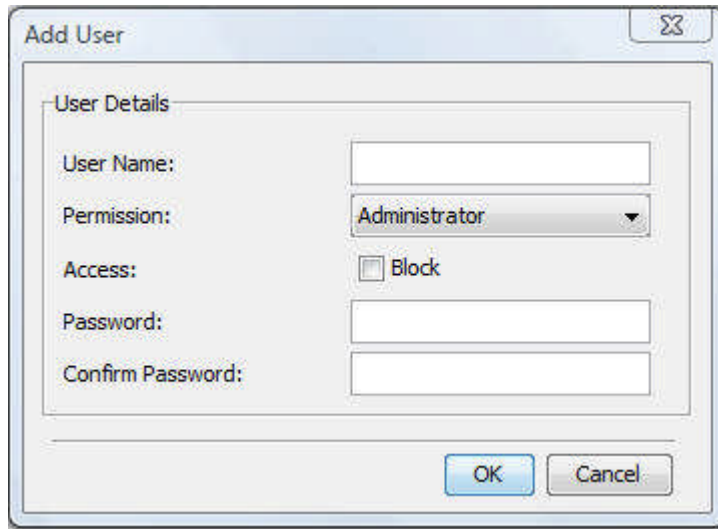 Add User
User Details
User Name:
Permission: Administrator
Access: Block
Password:
Confirm Password:
OK Cancel